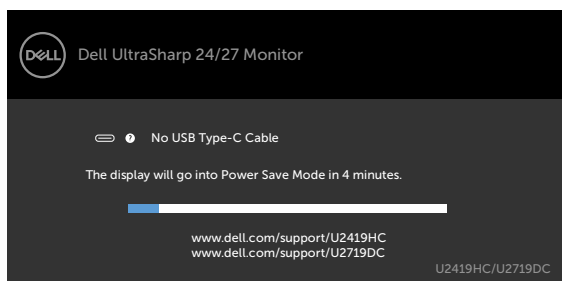 DELL
Dell UltraSharp 24/27 Monitor
? No USB Type-C Cable
The display will go into Power Save Mode in 4 minutes.
www.dell.com/support/U2419HC
www.dell.com/support/U2719DC
U2419HC/U2719DC